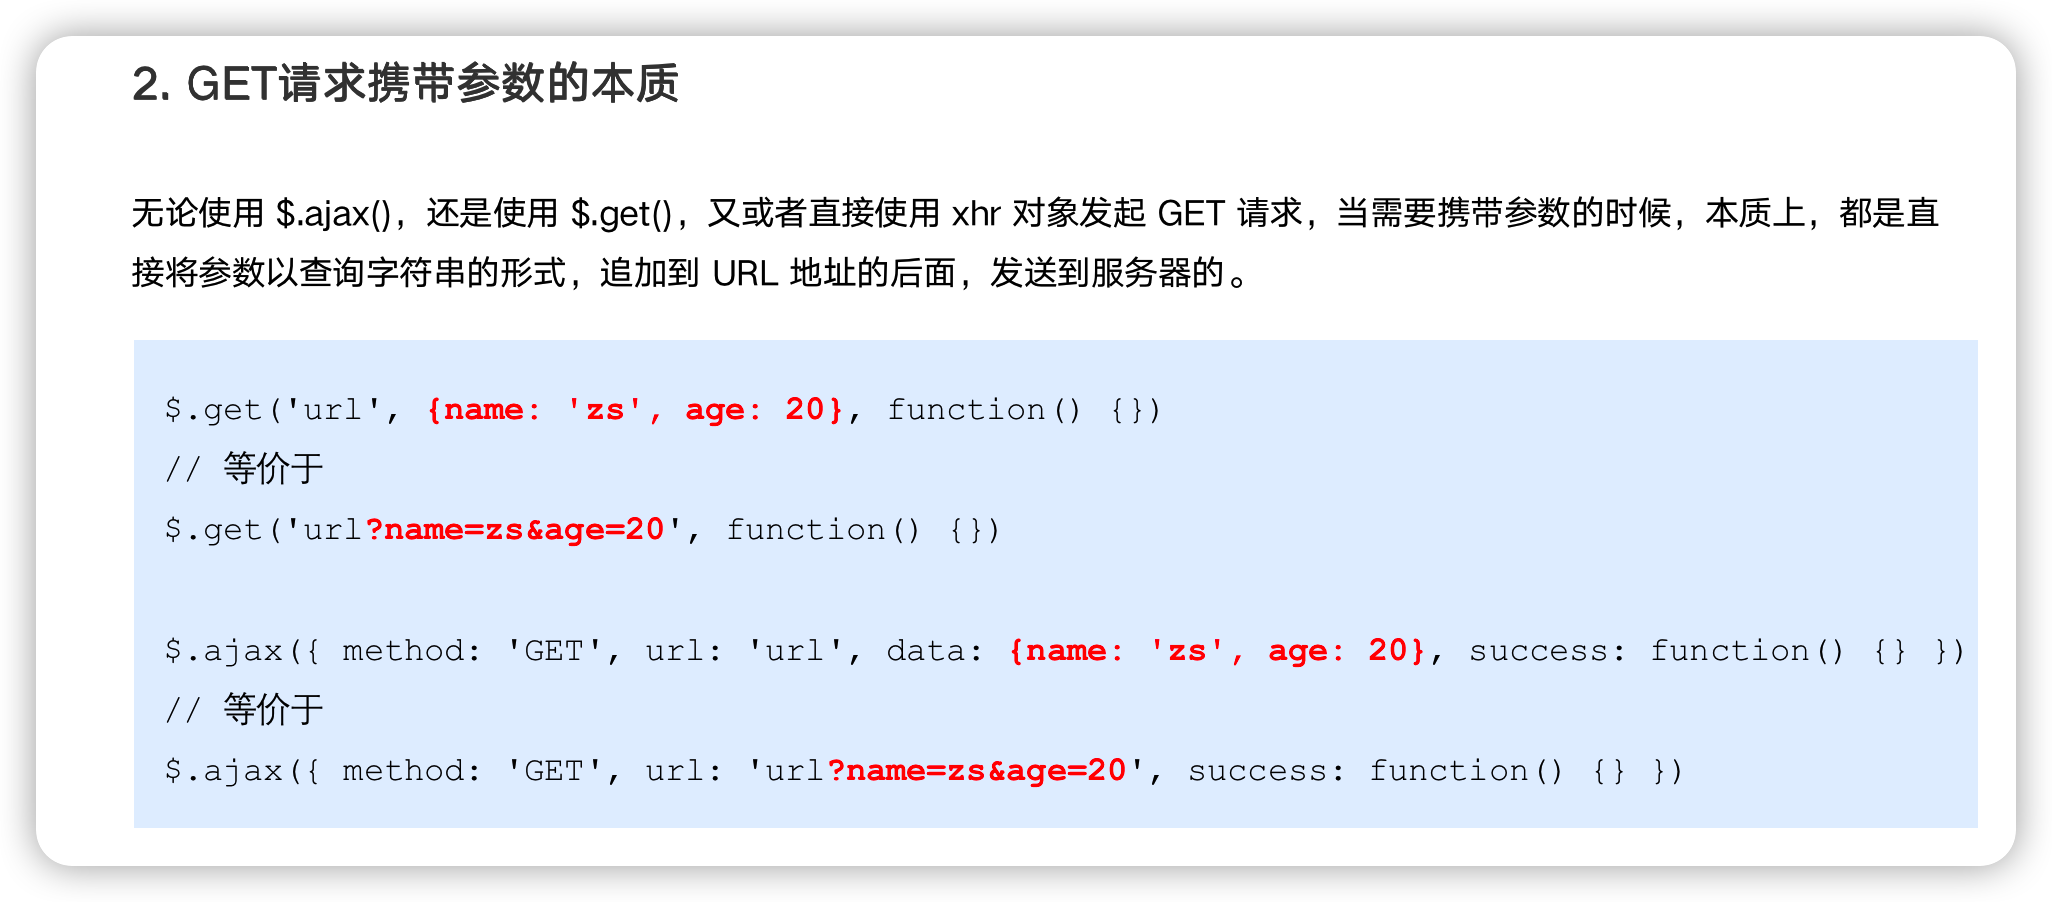 2. GET请求携带参数的本质
无论使用 $.ajax()，还是使用 $.get()，又或者直接使用 xhr 对象发起 GET 请求，当需要携带参数的时候，本质上，都是直
接将参数以查询字符串的形式，追加到 URL 地址的后面，发送到服务器的。
$.get('url', {name: 'zs', age: 20}, function() {})
// 等价于
$.get('url?name=zs&age=20', function() {})
$.ajax({ method: 'GET', url: 'url', data: {name: 'zs', age: 20}, success: function() {} })
// 等价于
$.ajax({ method: 'GET', url: 'url?name=zs&age=20', success: function() {} })